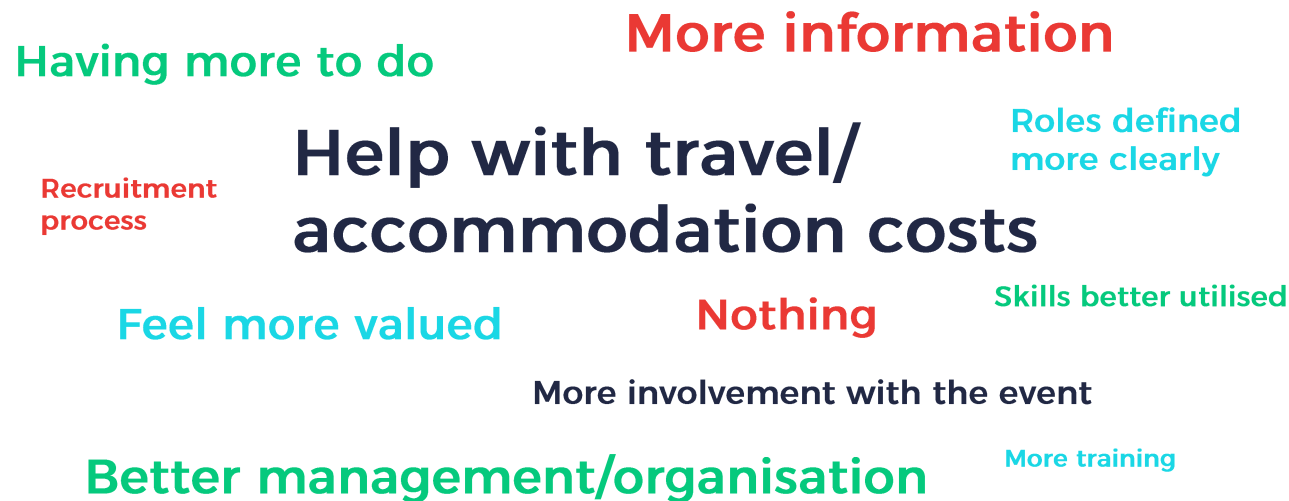 More information
Having more to do
Help with travel/
accommodation costs
Roles defined
more clearly
Recruitment
process
Skills better utilised
Feel more valued
Nothing
More involvement with the event
Better management/organisation
More training